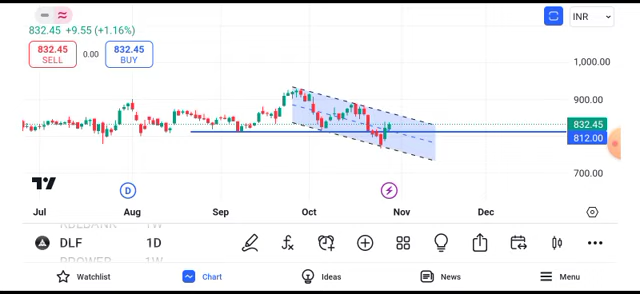 INR
832.45 +9.55 (+1.16%)
832.45 0.00 832.45
SELL BUY
1,000.00
900.00
832.45
812.00
700.00
D
Jul Aug Sep Oct Nov Dec
1W
DLF 1D
1W
Watchlist Chart Ideas News Menu